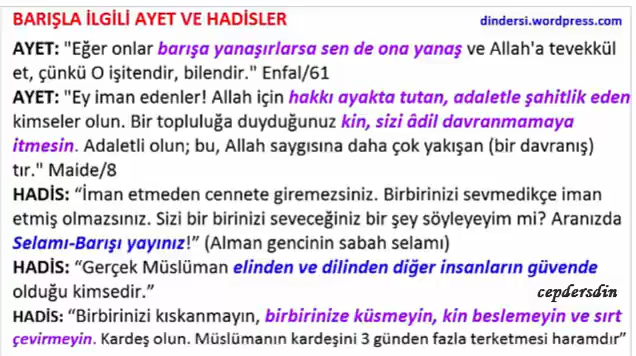 BARIŞLA İLGİLİ AYET VE HADİSLER
dindersi.wordpress.com
AYET: "Eğer onlar barışa yanaşırlarsa sen de ona yanaş ve Allah'a tevekkül
et, çünkü O işitendir, bilendir." Enfal/61
AYET: "Ey iman edenler! Allah için hakkı ayakta tutan, adaletle şahitlik eden
kimseler olun. Bir topluluğa duyduğunuz kin, sizi âdil davranmamaya
itmesin. Adaletli olun; bu, Allah saygısına daha çok yakışan (bir davranış)
tır." Maide/8
HADİS: “İman etmeden cennete giremezsiniz. Birbirinizi sevmedikçe iman
etmiş olmazsınız. Sizi bir birinizi seveceğiniz bir şey söyleyeyim mi? Aranızda
Selamı-Barışı yayınız!” (Alman gencinin sabah selamı)
HADİS: “Gerçek Müslüman elinden ve dilinden diğer insanların güvende
olduğu kimsedir.”
cepdersdin
HADİS: “Birbirinizi kıskanmayın, birbirinize küsmeyin, kin beslemeyin ve sırt
çevirmeyin. Kardeş olun. Müslümanın kardeşini 3 günden fazla terketmesi haramdır”